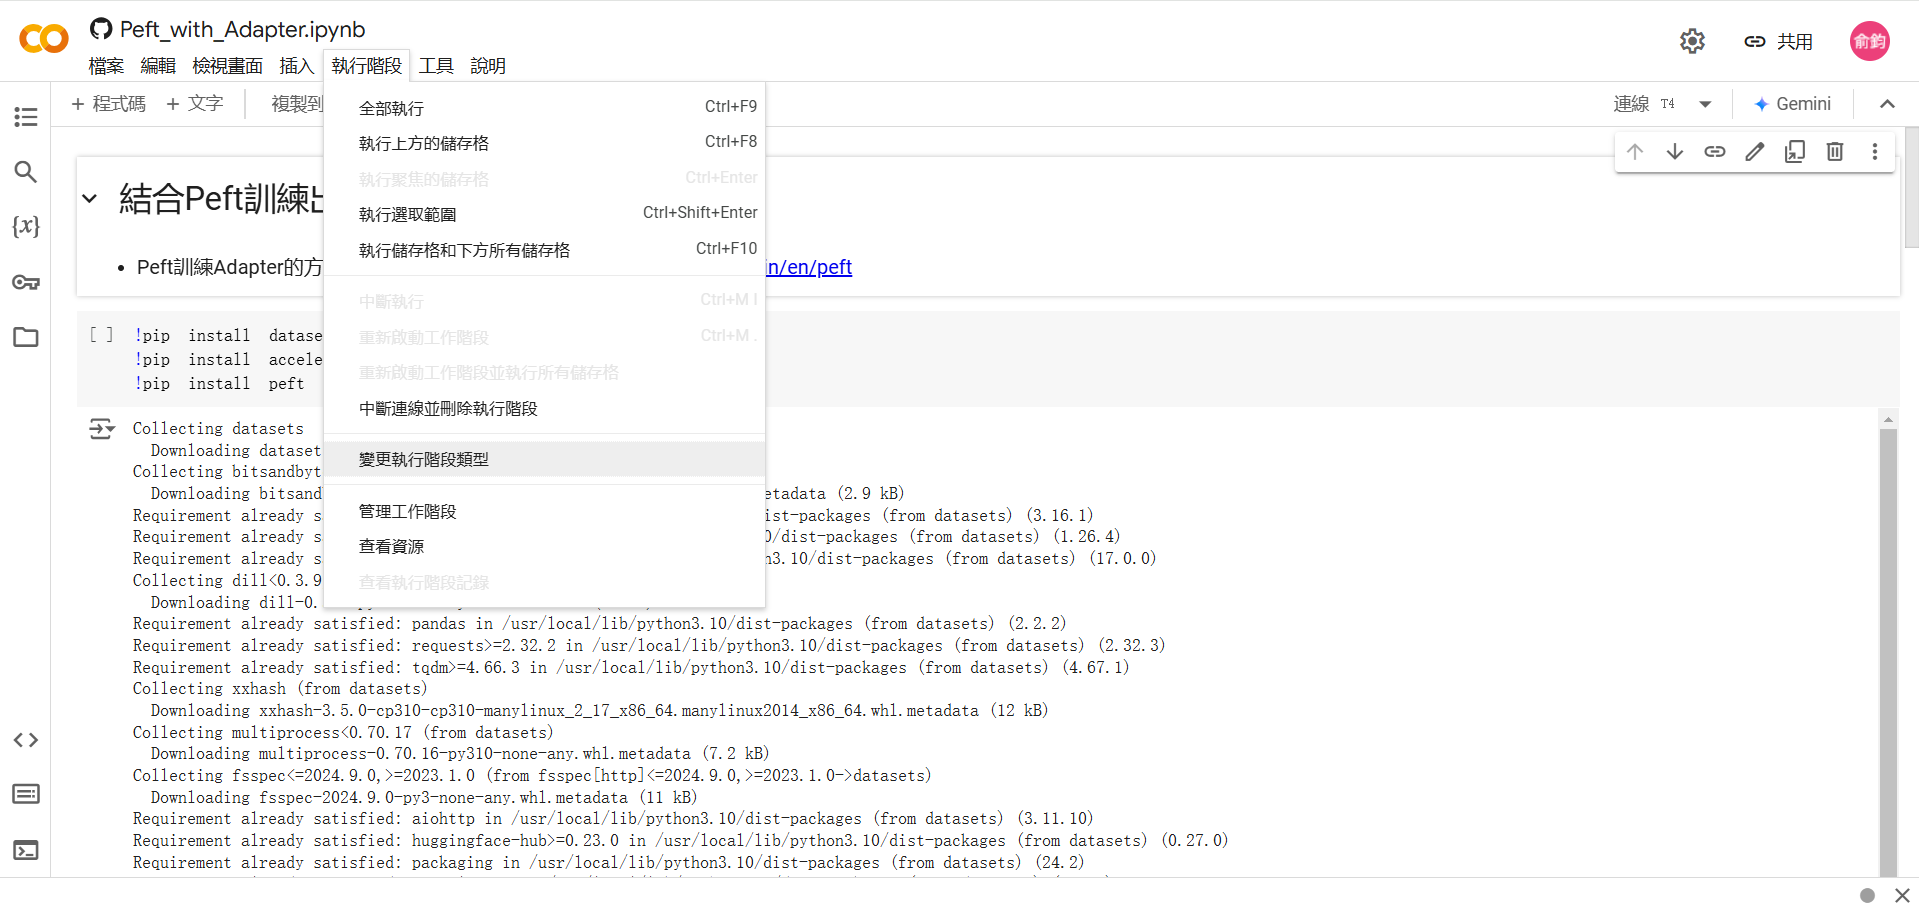 Peft_with_Adapter.ipynb
檔案 編輯 檢視畫面 插入 執行階段 工具 說明
共用
俞鈞
+ 程式碼 + 文字 複製到
連線 T4 Gemini
全部執行 Ctrl+F9
執行上方的儲存格 Ctrl+F8
執行聚焦的儲存格 Ctrl+Enter
執行選取範圍 Ctrl+Shift+Enter
執行儲存格和下方所有儲存格 Ctrl+F10
中斷執行 Ctrl+M I
重新啟動工作階段 Ctrl+M .
重新啟動工作階段並執行所有儲存格
中斷連線並刪除執行階段
變更執行階段類型
管理工作階段
查看資源
查看執行階段記錄
結合Peft訓練
• Peft訓練Adapter的方 in/en/peft
[ ] !pip install datase
!pip install accele
!pip install peft
Collecting datasets
Downloading dataset
Collecting bitsandbyt
Downloading bitsand etadata (2.9 kB)
Requirement already s ist-packages (from datasets) (3.16.1)
Requirement already s /dist-packages (from datasets) (1.26.4)
Requirement already s 3.10/dist-packages (from datasets) (17.0.0)
Collecting dill<0.3.9
Downloading dill-0.
Requirement already satisfied: pandas in /usr/local/lib/python3.10/dist-packages (from datasets) (2.2.2)
Requirement already satisfied: requests>=2.32.2 in /usr/local/lib/python3.10/dist-packages (from datasets) (2.32.3)
Requirement already satisfied: tqdm>=4.66.3 in /usr/local/lib/python3.10/dist-packages (from datasets) (4.67.1)
Collecting xxhash (from datasets)
Downloading xxhash-3.5.0-cp310-cp310-manylinux_2_17_x86_64.manylinux2014_x86_64.whl.metadata (12 kB)
Collecting multiprocess<0.70.17 (from datasets)
Downloading multiprocess-0.70.16-py310-none-any.whl.metadata (7.2 kB)
Collecting fsspec<=2024.9.0,>=2023.1.0 (from fsspec[http]<=2024.9.0,>=2023.1.0->datasets)
Downloading fsspec-2024.9.0-py3-none-any.whl.metadata (11 kB)
Requirement already satisfied: aiohttp in /usr/local/lib/python3.10/dist-packages (from datasets) (3.11.10)
Requirement already satisfied: huggingface-hub>=0.23.0 in /usr/local/lib/python3.10/dist-packages (from datasets) (0.27.0)
Requirement already satisfied: packaging in /usr/local/lib/python3.10/dist-packages (from datasets) (24.2)